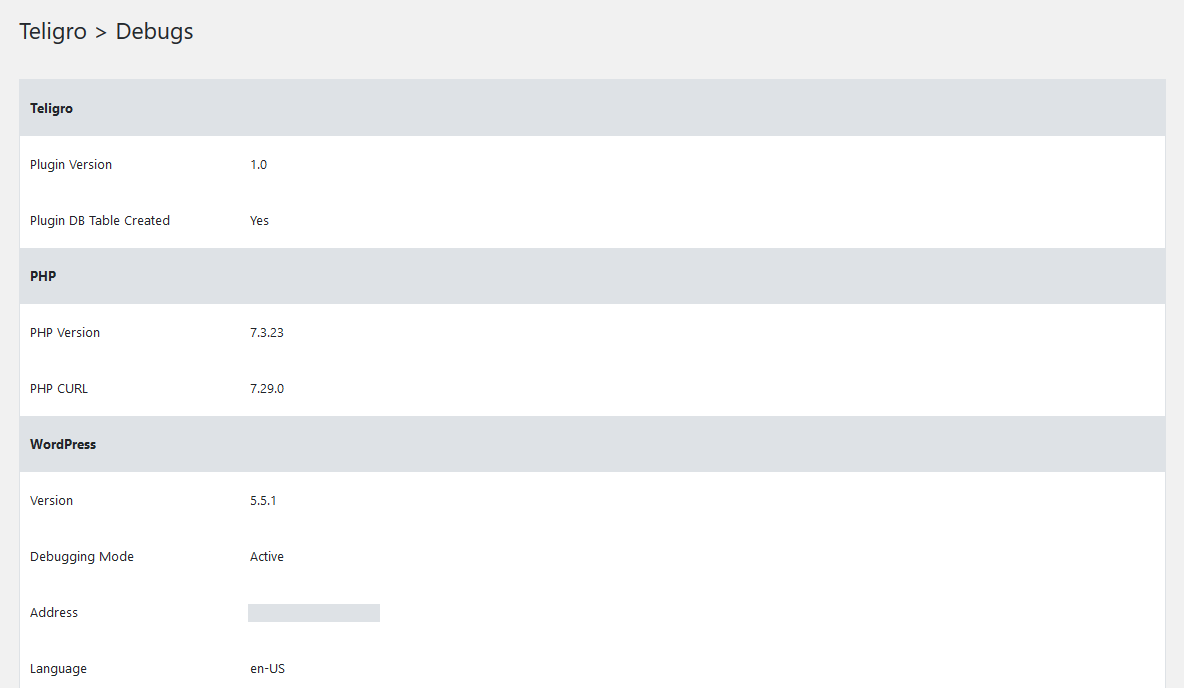 Teligro > Debugs
Teligro
Plugin Version 1.0
Plugin DB Table Created Yes
PHP
PHP Version 7.3.23
PHP CURL 7.29.0
WordPress
Version 5.5.1
Debugging Mode Active
Address
Language en-US